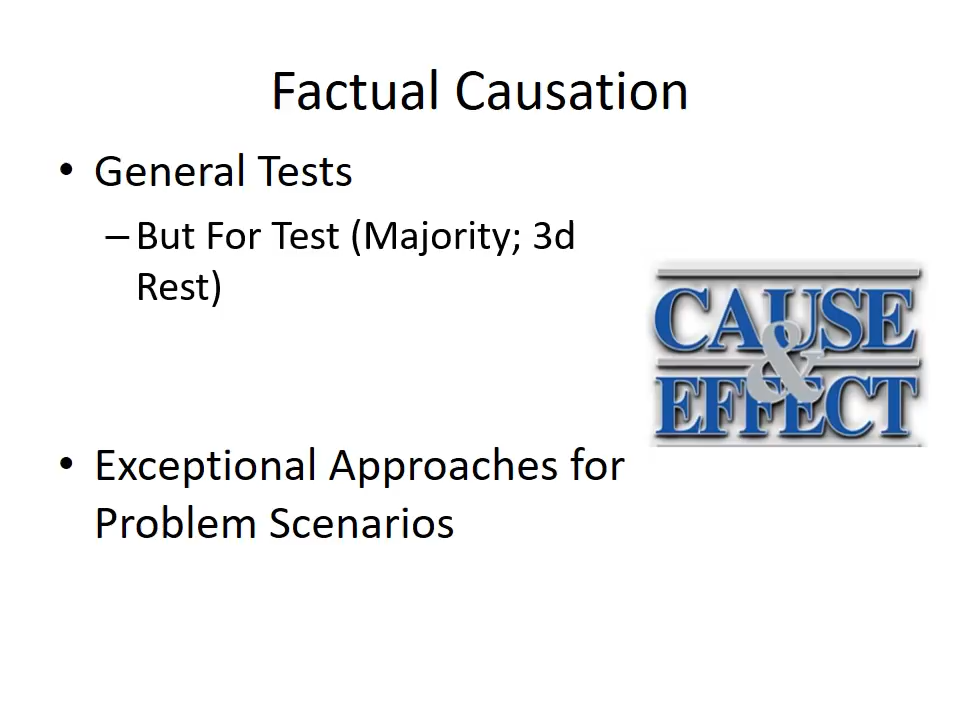 Factual Causation
• General Tests
– But For Test (Majority; 3d
Rest)
• Exceptional Approaches for
Problem Scenarios
CAUSE
&
EFFECT